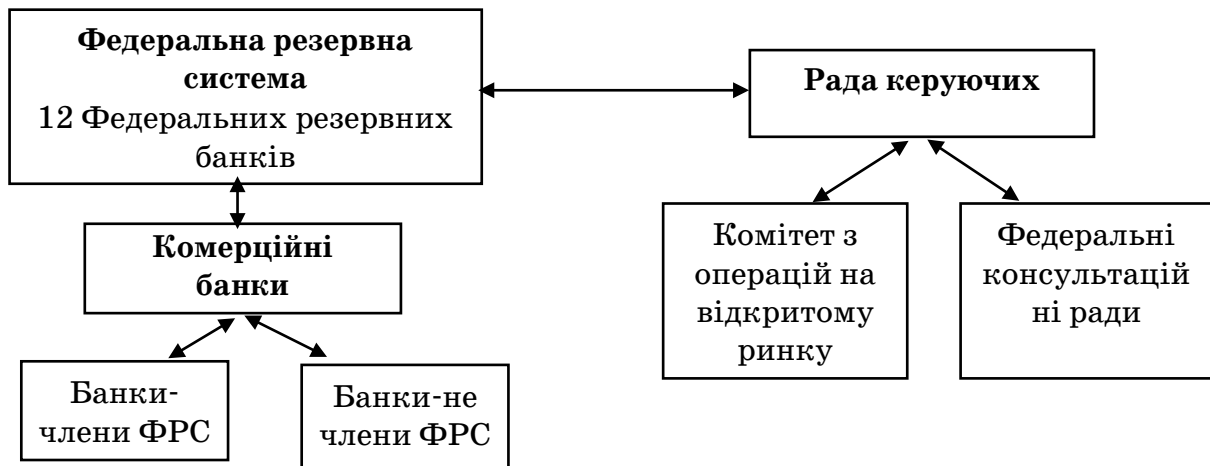 Федеральна резервна
система
12 Федеральних резервних
банків
Рада керуючих
Комерційні
банки
Комітет з
операцій на
відкритому
ринку
Федеральні
консультацій
ні ради
Банки-
члени ФРС
Банки-не
члени ФРС